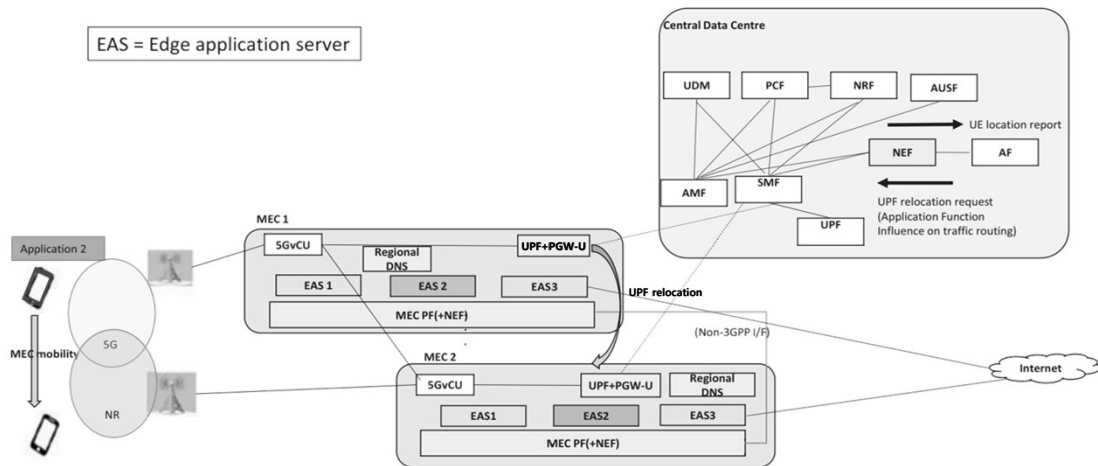 EAS = Edge application server
Central Data Centre
UDM
PCF
NRF
AUSF
UE location report
NEF
AF
AMF
SMF
UPF relocation request
(Application Function
Influence on traffic routing)
UPF
MEC 1
5GvCU
UPF+PGW-U
Regional
DNS
EAS 1
EAS 2
EAS3
MEC PF(+NEF)
Application 2
5G
MEC mobility
NR
UPF relocation
(Non-3GPP I/F)
MEC 2
5GvCU
UPF+PGW-U
Regional
DNS
EAS1
EAS2
EAS3
MEC PF(+NEF)
Internet